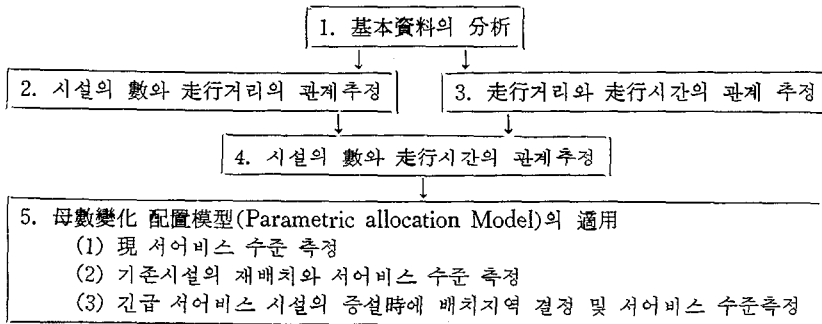 1. 基本資料의 分析
2. 시설의 數와 走行거리의 관계추정
3. 走行거리와 走行시간의 관계 추정
4. 시설의 數와 走行시간의 관계추정
5. 母數變化 配置模型(Parametric allocation Model)의 適用
(1) 現 서어비스 수준 측정
(2) 기존시설의 재배치와 서어비스 수준 측정
(3) 긴급 서어비스 시설의 증설時에 배치지역 결정 및 서어비스 수준측정